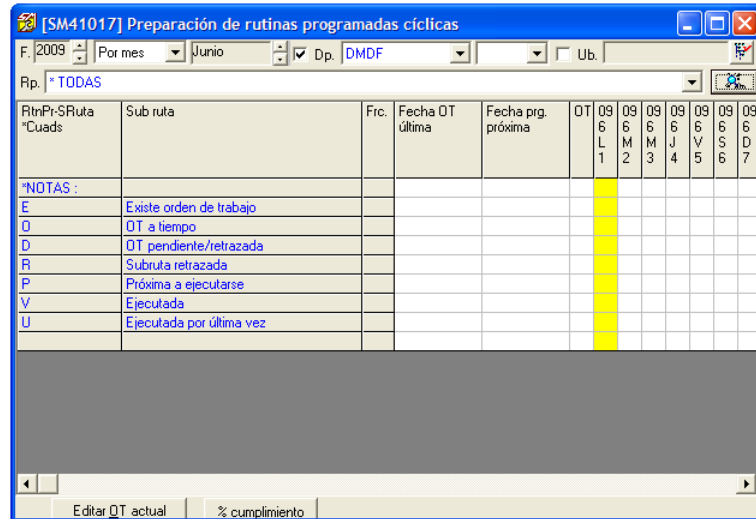 [SM41017] Preparación de rutinas programadas cíclicas
F. 2009 Por mes Junio Dp. DMDF Ub.
Rp. * TODAS
RtnPr-SRuta Sub ruta Frc. Fecha OT Fecha prg. OT 09 09 09 09 09 09 09
*Cuads última próxima 6 6 6 6 6 6 6
L M M J V S D
1 2 3 4 5 6 7
*NOTAS :
E Existe orden de trabajo
O OT a tiempo
D OT pendiente/retrazada
R Subruta retrazada
P Próxima a ejecutarse
V Ejecutada
U Ejecutada por última vez
Editar OT actual % cumplimiento